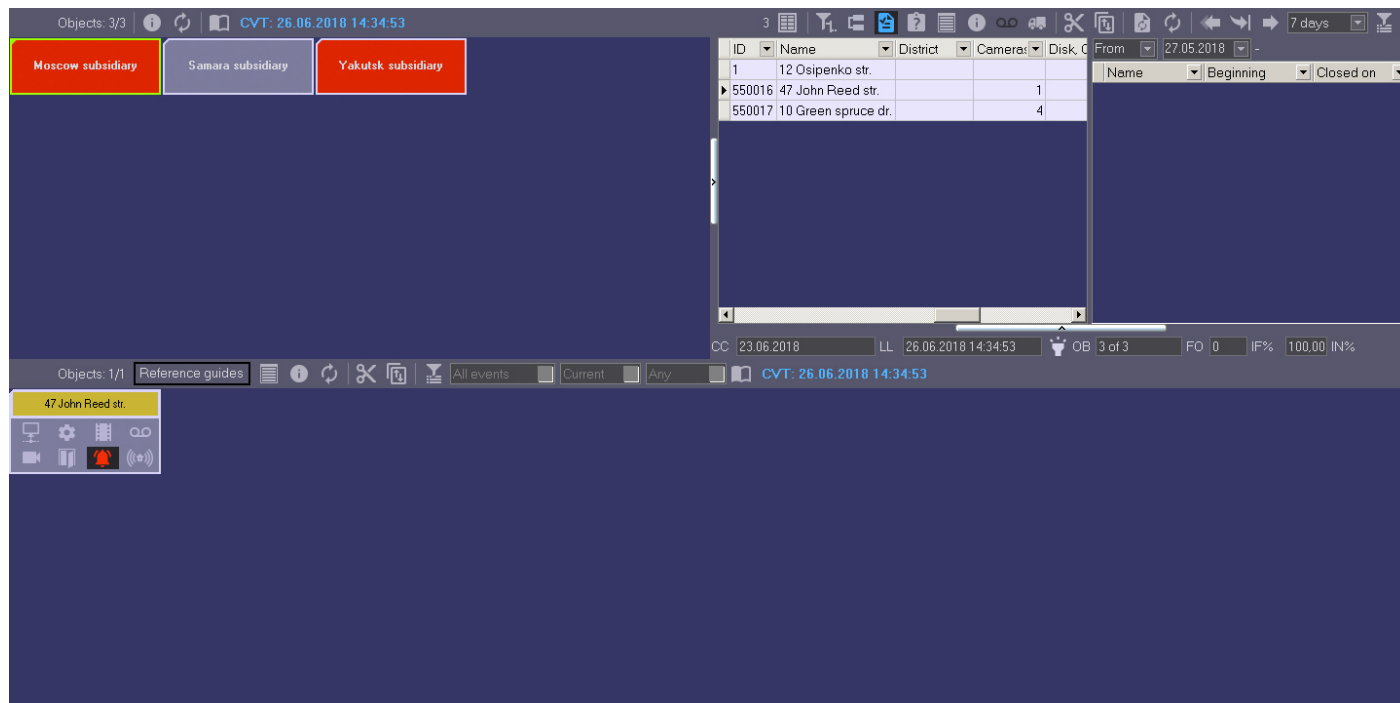 Objects: 3/3 CVT: 26.06.2018 14:34:53 3 7 days
Moscow subsidiary Samara subsidiary Yakutsk subsidiary
ID Name District Cameras Disk, From 27.05.2018 -
Name Beginning Closed on
1 12 Osipenko str.
550016 47 John Reed str. 1
550017 10 Green spruce dr. 4
CC 23.06.2018 LL 26.06.2018 14:34:53 OB 3 of 3 FO 0 IF% 100,00 IN%
Objects: 1/1 Reference guides All events Current Any CVT: 26.06.2018 14:34:53
47 John Reed str.